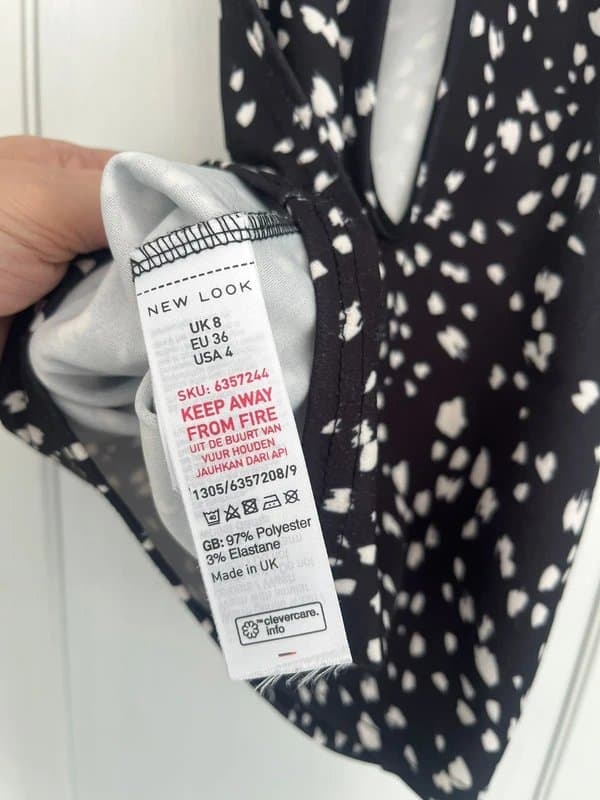 NEW LOOK
UK 8
EU 36
USA 4
SKU: 6357244
KEEP AWAY
FROM FIRE
UIT DE BUURT VAN
VUUR HOUDEN
JAUHKAN DARI API
1305/6357208/9
GB: 97% Polyester
3% Elastane
Made in UK
™clevercare.
info